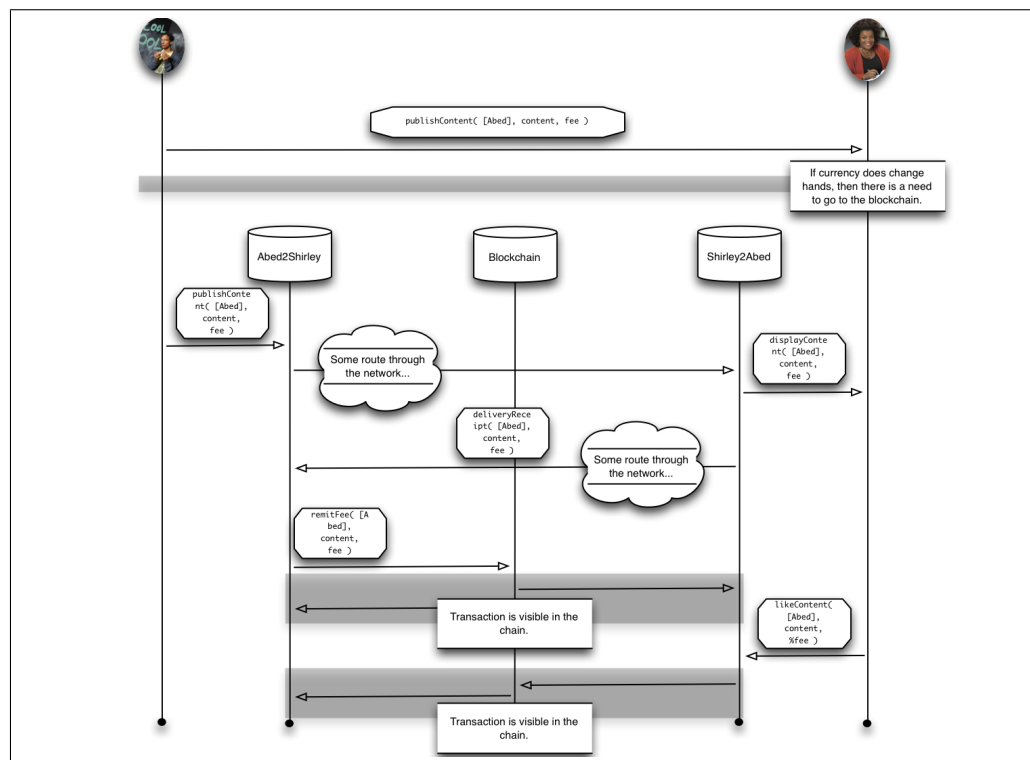 COOL
OOL
publishContent( [Abed], content, fee )
If currency does change
hands, then there is a need
to go to the blockchain.
Abed2Shirley
Blockchain
Shirley2Abed
publishConte
nt( [Abed],
content,
fee )
Some route through
the network...
displayConte
nt( [Abed],
content,
fee )
deliveryRece
ipt( [Abed],
content,
fee )
Some route through
the network...
remitFee( [A
bed],
content,
fee )
Transaction is visible in the
chain.
likeContent(
[Abed],
content,
%fee )
Transaction is visible in the
chain.